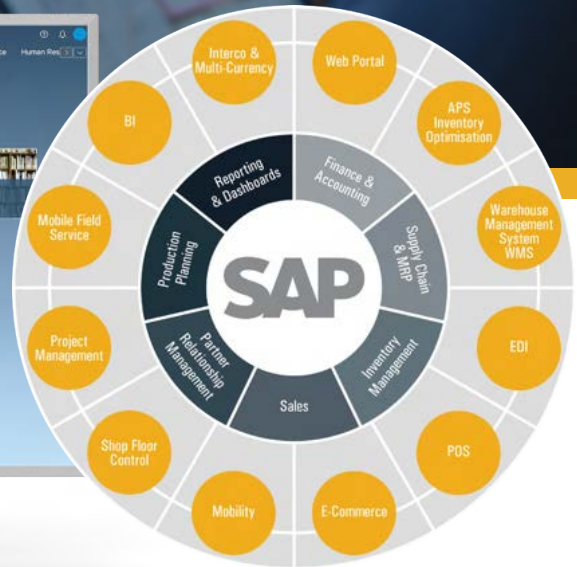 Human Res
Interco &
Multi-Currency
Web Portal
BI
APS
Inventory
Optimisation
Reporting
& Dashboards
Finance &
Accounting
Mobile Field
Service
Production
Planning
SAP
Supply Chain
& MRP
Warehouse
Management
System
WMS
Project
Management
Partner
Relationship
Management
Inventory
Management
EDI
Sales
Shop Floor
Control
POS
Mobility
E-Commerce